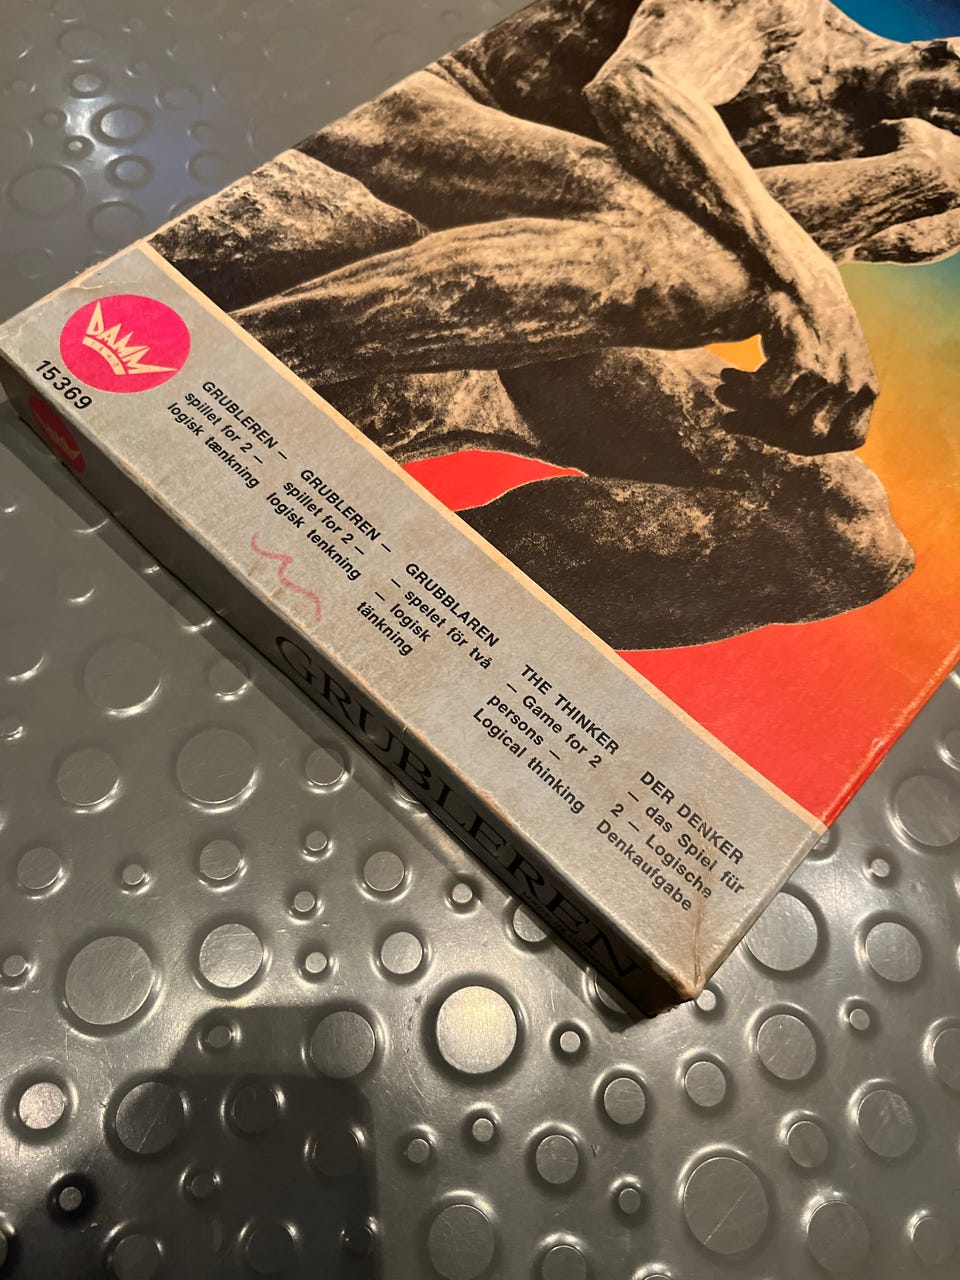 DAMM
15369
GRUBLEREN –
spillet for 2 –
logisk tænkning
GRUBLEREN –
spillet for 2 –
logisk tenkning
GRUBBLAREN
– spelet för två
– logisk
tänkning
THE THINKER
– Game for 2
persons –
Logical thinking
DER DENKER
– das Spiel für
2 – Logische
Denkaufgabe
GRUBLEREN